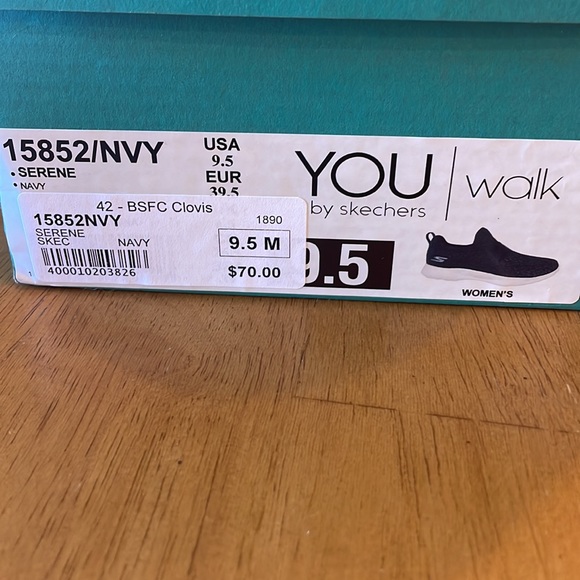 15852/NVY
• SERENE
• NAVY
USA
9.5
EUR
39.5
YOU | walk
by skechers
42 - BSFC Clovis
15852NVY 1890
SERENE
SKEC NAVY
9.5 M
400010203826
$70.00
9.5
WOMEN'S